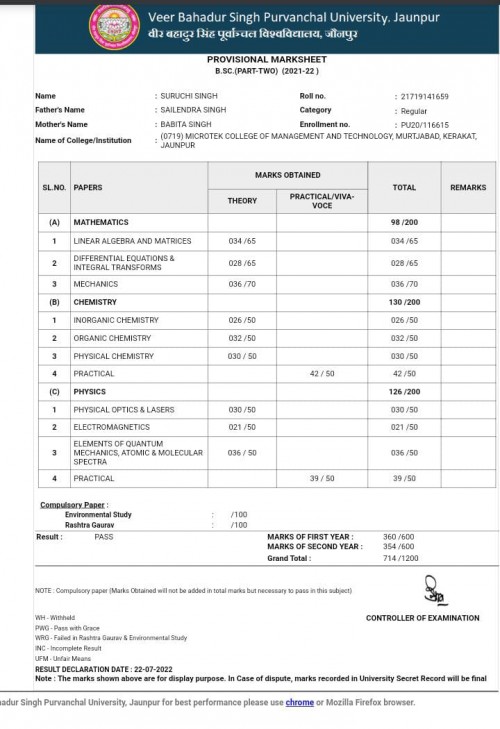 Veer Bahadur Singh Purvanchal University, Jaunpur
वीर बहादुर सिंह पूर्वाञ्चल विश्वविद्यालय, जौनपुर
PROVISIONAL MARKSHEET
B.SC.(PART-TWO) (2021-22 )
Name : SURUCHI SINGH Roll no. : 21719141659
Father's Name : SAILENDRA SINGH Category : Regular
Mother's Name : BABITA SINGH Enrollment no. : PU20/116615
Name of College/Institution : (0719) MICROTEK COLLEGE OF MANAGEMENT AND TECHNOLOGY, MURTJABAD, KERAKAT,
JAUNPUR
SL.NO. PAPERS MARKS OBTAINED TOTAL REMARKS
THEORY PRACTICAL/VIVA-
VOCE
(A) MATHEMATICS 98 /200
1 LINEAR ALGEBRA AND MATRICES 034 /65 034 /65
2 DIFFERENTIAL EQUATIONS &
INTEGRAL TRANSFORMS 028 /65 028 /65
3 MECHANICS 036 /70 036 /70
(B) CHEMISTRY 130 /200
1 INORGANIC CHEMISTRY 026 /50 026 /50
2 ORGANIC CHEMISTRY 032 /50 032 /50
3 PHYSICAL CHEMISTRY 030 / 50 030 /50
4 PRACTICAL 42 / 50 42 /50
(C) PHYSICS 126 /200
1 PHYSICAL OPTICS & LASERS 030 /50 030 /50
2 ELECTROMAGNETICS 021 /50 021 /50
3 ELEMENTS OF QUANTUM
MECHANICS, ATOMIC & MOLECULAR
SPECTRA 036 / 50 036 /50
4 PRACTICAL 39 / 50 39 /50
Compulsory Paper :
Environmental Study : /100
Rashtra Gaurav : /100
Result : PASS MARKS OF FIRST YEAR : 360 /600
MARKS OF SECOND YEAR : 354 /600
Grand Total : 714 /1200
NOTE : Compulsory paper (Marks Obtained will not be added in total marks but necessary to pass in this subject)
WH - Withheld CONTROLLER OF EXAMINATION
PWG - Pass with Grace
WRG - Failed in Rashtra Gaurav & Environmental Study
INC - Incomplete Result
UFM - Unfair Means
RESULT DECLARATION DATE : 22-07-2022
Note : The marks shown above are for display purpose. In Case of dispute, marks recorded in University Secret Record will be final
adur Singh Purvanchal University, Jaunpur for best performance please use chrome or Mozilla Firefox browser.